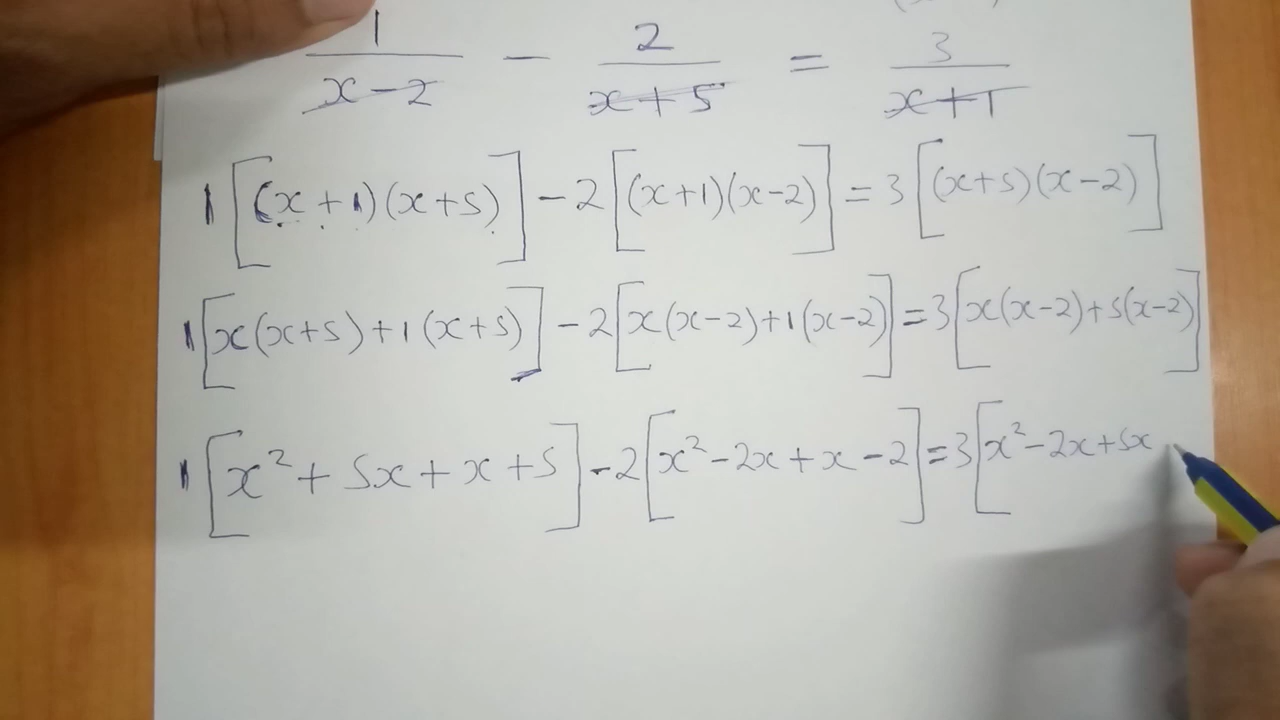 1/(x-2) - 2/(x+5) = 3/(x+1)
1[(x+1)(x+5)] - 2[(x+1)(x-2)] = 3[(x+5)(x-2)]
1[x(x+5)+1(x+5)] - 2[x(x-2)+1(x-2)] = 3[x(x-2)+5(x-2)]
1[x²+5x+x+5] - 2[x²-2x+x-2] = 3[x²-2x+5x